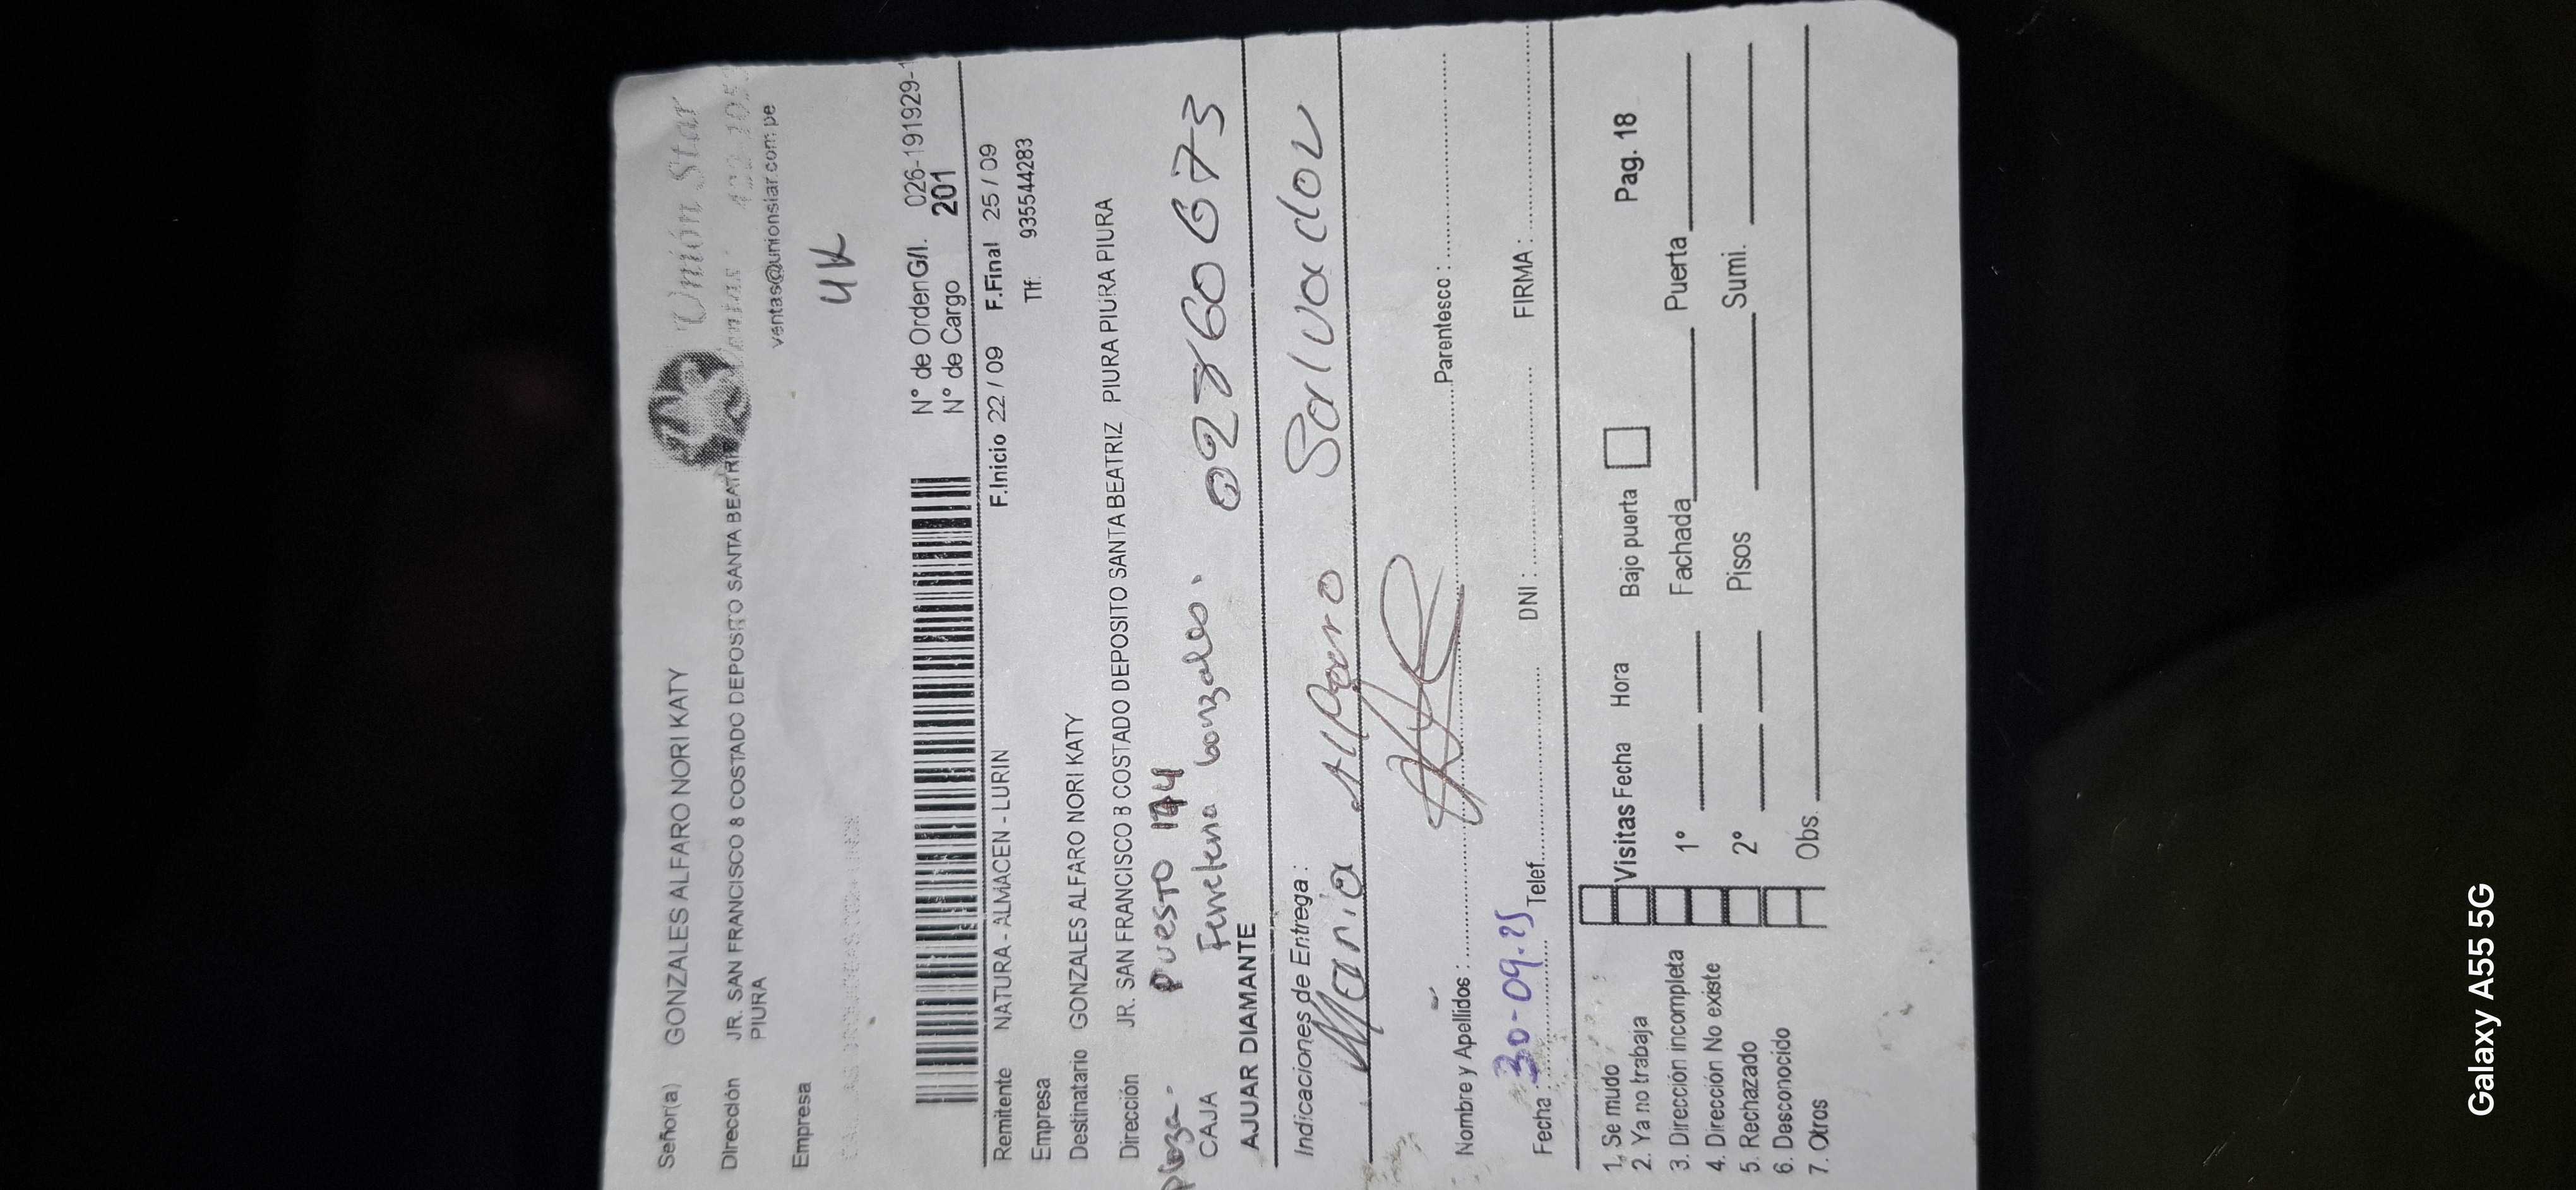 Señor(a) GONZALES ALFARO NORI KATY
Unión Star
Dirección JR. SAN FRANCISCO 8 COSTADO DEPOSITO SANTA BEATRIZ
PIURA
ventas@unionstar.com.pe
Empresa
UK
N° de Orden G/I. 026-191929-1
N° de Cargo 201
Remitente NATURA - ALMACEN - LURIN F.Inicio 22 / 09 F.Final 25 / 09
Empresa Tlf: 935544283
Destinatario GONZALES ALFARO NORI KATY
Dirección JR. SAN FRANCISCO 8 COSTADO DEPOSITO SANTA BEATRIZ PIURA PIURA PIURA
Plaza. PUESTO 174
CAJA Ferreteria Gonzales. 02860673
AJUAR DIAMANTE
Indicaciones de Entrega :
Maria Alfaro Salvador
Nombre y Apellidos : Parentesco :
Fecha : 30-09-25 Telef. DNI : FIRMA :
1. Se mudo
2. Ya no trabaja Visitas Fecha Hora Bajo puerta Pag. 18
3. Dirección incompleta 1° Fachada Puerta
4. Dirección No existe
5. Rechazado 2° Pisos Sumi.
6. Desconocido
7. Otros Obs.
Galaxy A55 5G